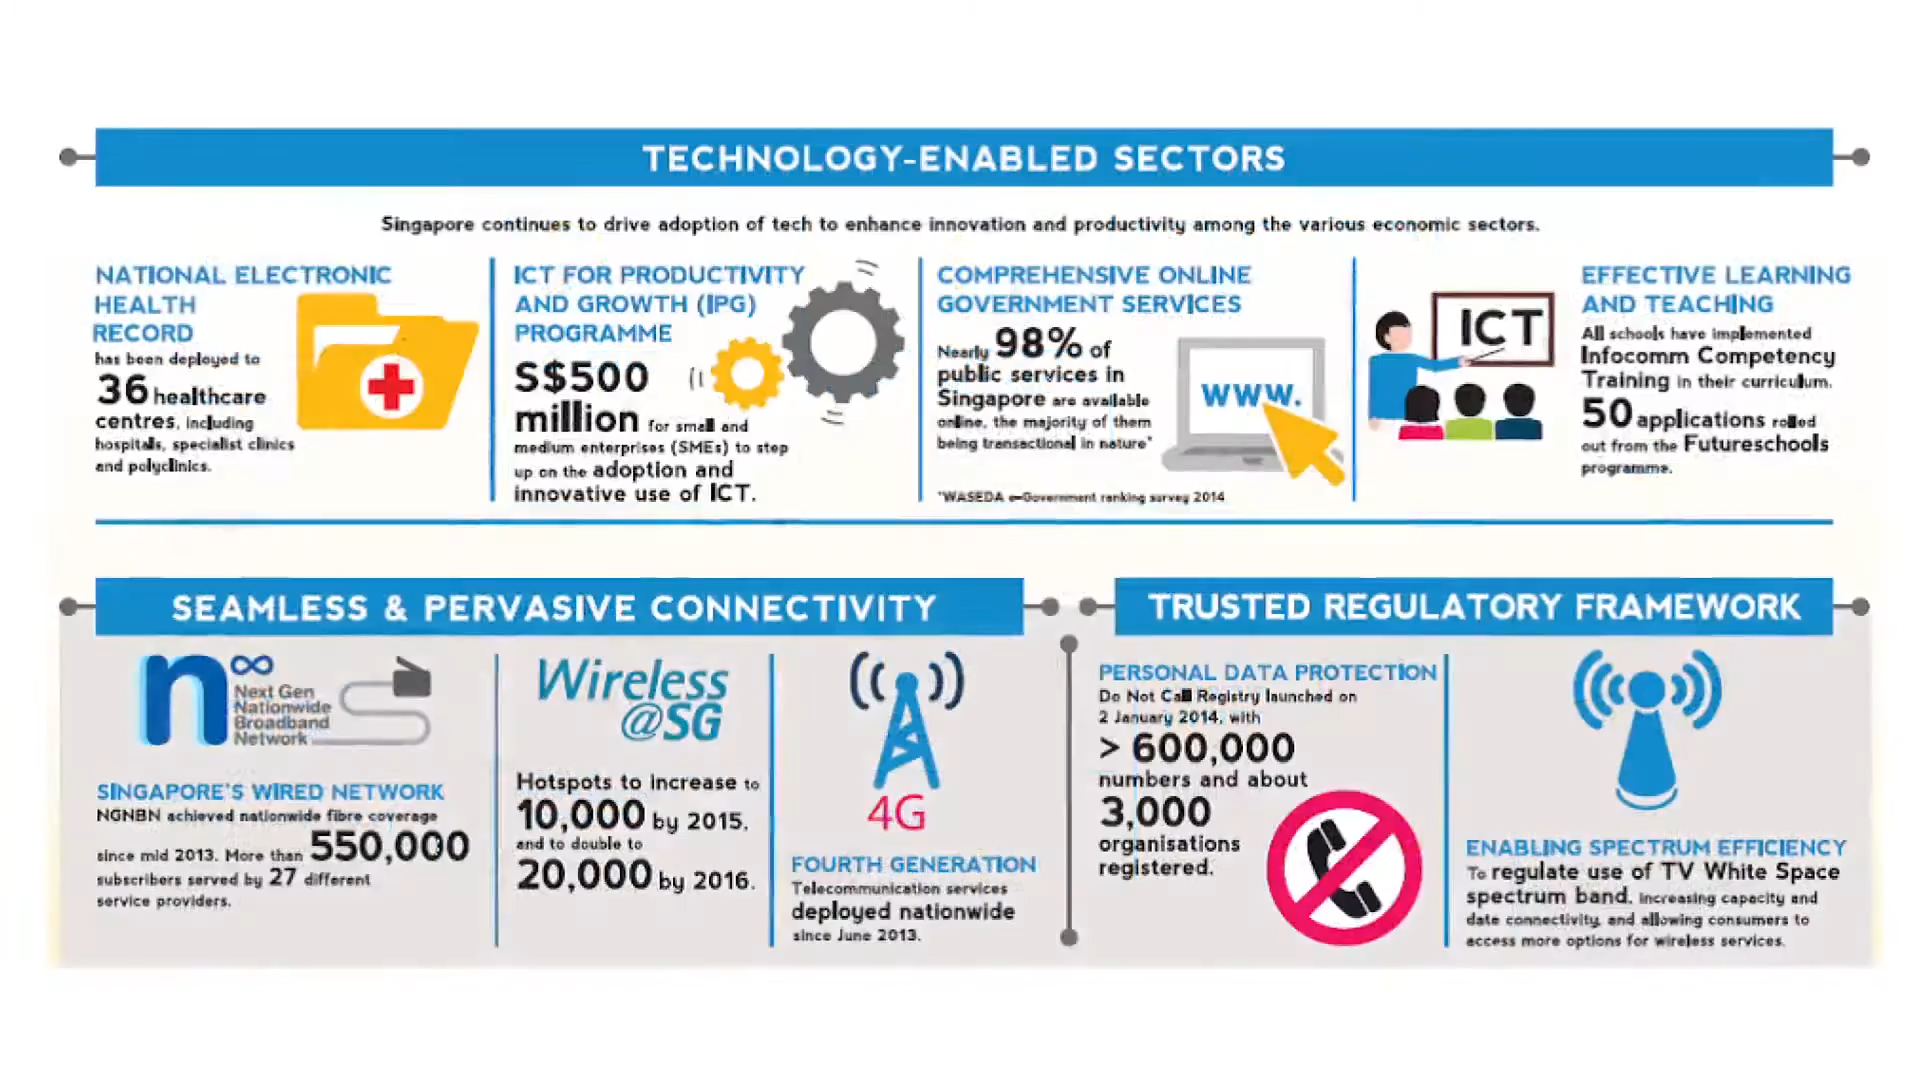 TECHNOLOGY-ENABLED SECTORS
Singapore continues to drive adoption of tech to enhance innovation and productivity among the various economic sectors.
NATIONAL ELECTRONIC
HEALTH
RECORD
has been deployed to
36 healthcare
centres, including
hospitals, specialist clinics
and polyclinics.
ICT FOR PRODUCTIVITY
AND GROWTH (IPG)
PROGRAMME
S$500
million for small and
medium enterprises (SMEs) to step
up on the adoption and
innovative use of ICT.
COMPREHENSIVE ONLINE
GOVERNMENT SERVICES
Nearly 98% of
public services in
Singapore are available
online, the majority of them
being transactional in nature*
*WASEDA e-Government ranking survey 2014
www.
ICT
EFFECTIVE LEARNING
AND TEACHING
All schools have implemented
Infocomm Competency
Training in their curriculum.
50 applications rolled
out from the Futureschools
programme.
SEAMLESS & PERVASIVE CONNECTIVITY
n∞
Next Gen
Nationwide
Broadband
Network
SINGAPORE'S WIRED NETWORK
NGNBN achieved nationwide fibre coverage
since mid 2013. More than 550,000
subscribers served by 27 different
service providers.
Wireless
@SG
Hotspots to increase to
10,000 by 2015,
and to double to
20,000 by 2016.
4G
FOURTH GENERATION
Telecommunication services
deployed nationwide
since June 2013.
TRUSTED REGULATORY FRAMEWORK
PERSONAL DATA PROTECTION
Do Not Call Registry launched on
2 January 2014, with
> 600,000
numbers and about
3,000
organisations
registered.
ENABLING SPECTRUM EFFICIENCY
To regulate use of TV White Space
spectrum band, increasing capacity and
date connectivity, and allowing consumers to
access more options for wireless services.